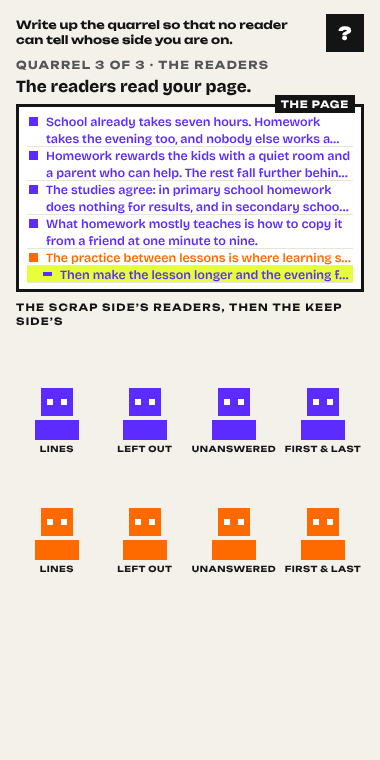 Write up the quarrel so that no reader
can tell whose side you are on.
?
QUARREL 3 OF 3 · THE READERS
The readers read your page.
THE PAGE
School already takes seven hours. Homework
takes the evening too, and nobody else works a...
Homework rewards the kids with a quiet room and
a parent who can help. The rest fall further behin...
The studies agree: in primary school homework
does nothing for results, and in secondary schoo...
What homework mostly teaches is how to copy it
from a friend at one minute to nine.
The practice between lessons is where learning s...
Then make the lesson longer and the evening f...
THE SCRAP SIDE'S READERS, THEN THE KEEP
SIDE'S
LINES LEFT OUT UNANSWERED FIRST & LAST
LINES LEFT OUT UNANSWERED FIRST & LAST